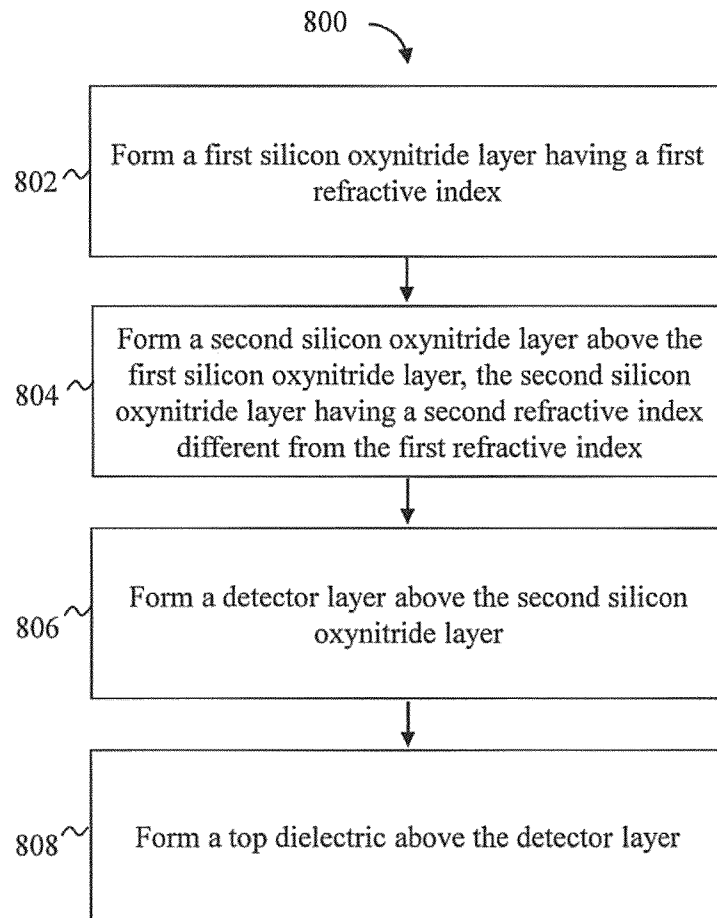 800
Form a first silicon oxynitride layer having a first
refractive index
802
Form a second silicon oxynitride layer above the
first silicon oxynitride layer, the second silicon
oxynitride layer having a second refractive index
different from the first refractive index
804
Form a detector layer above the second silicon
oxynitride layer
806
Form a top dielectric above the detector layer
808